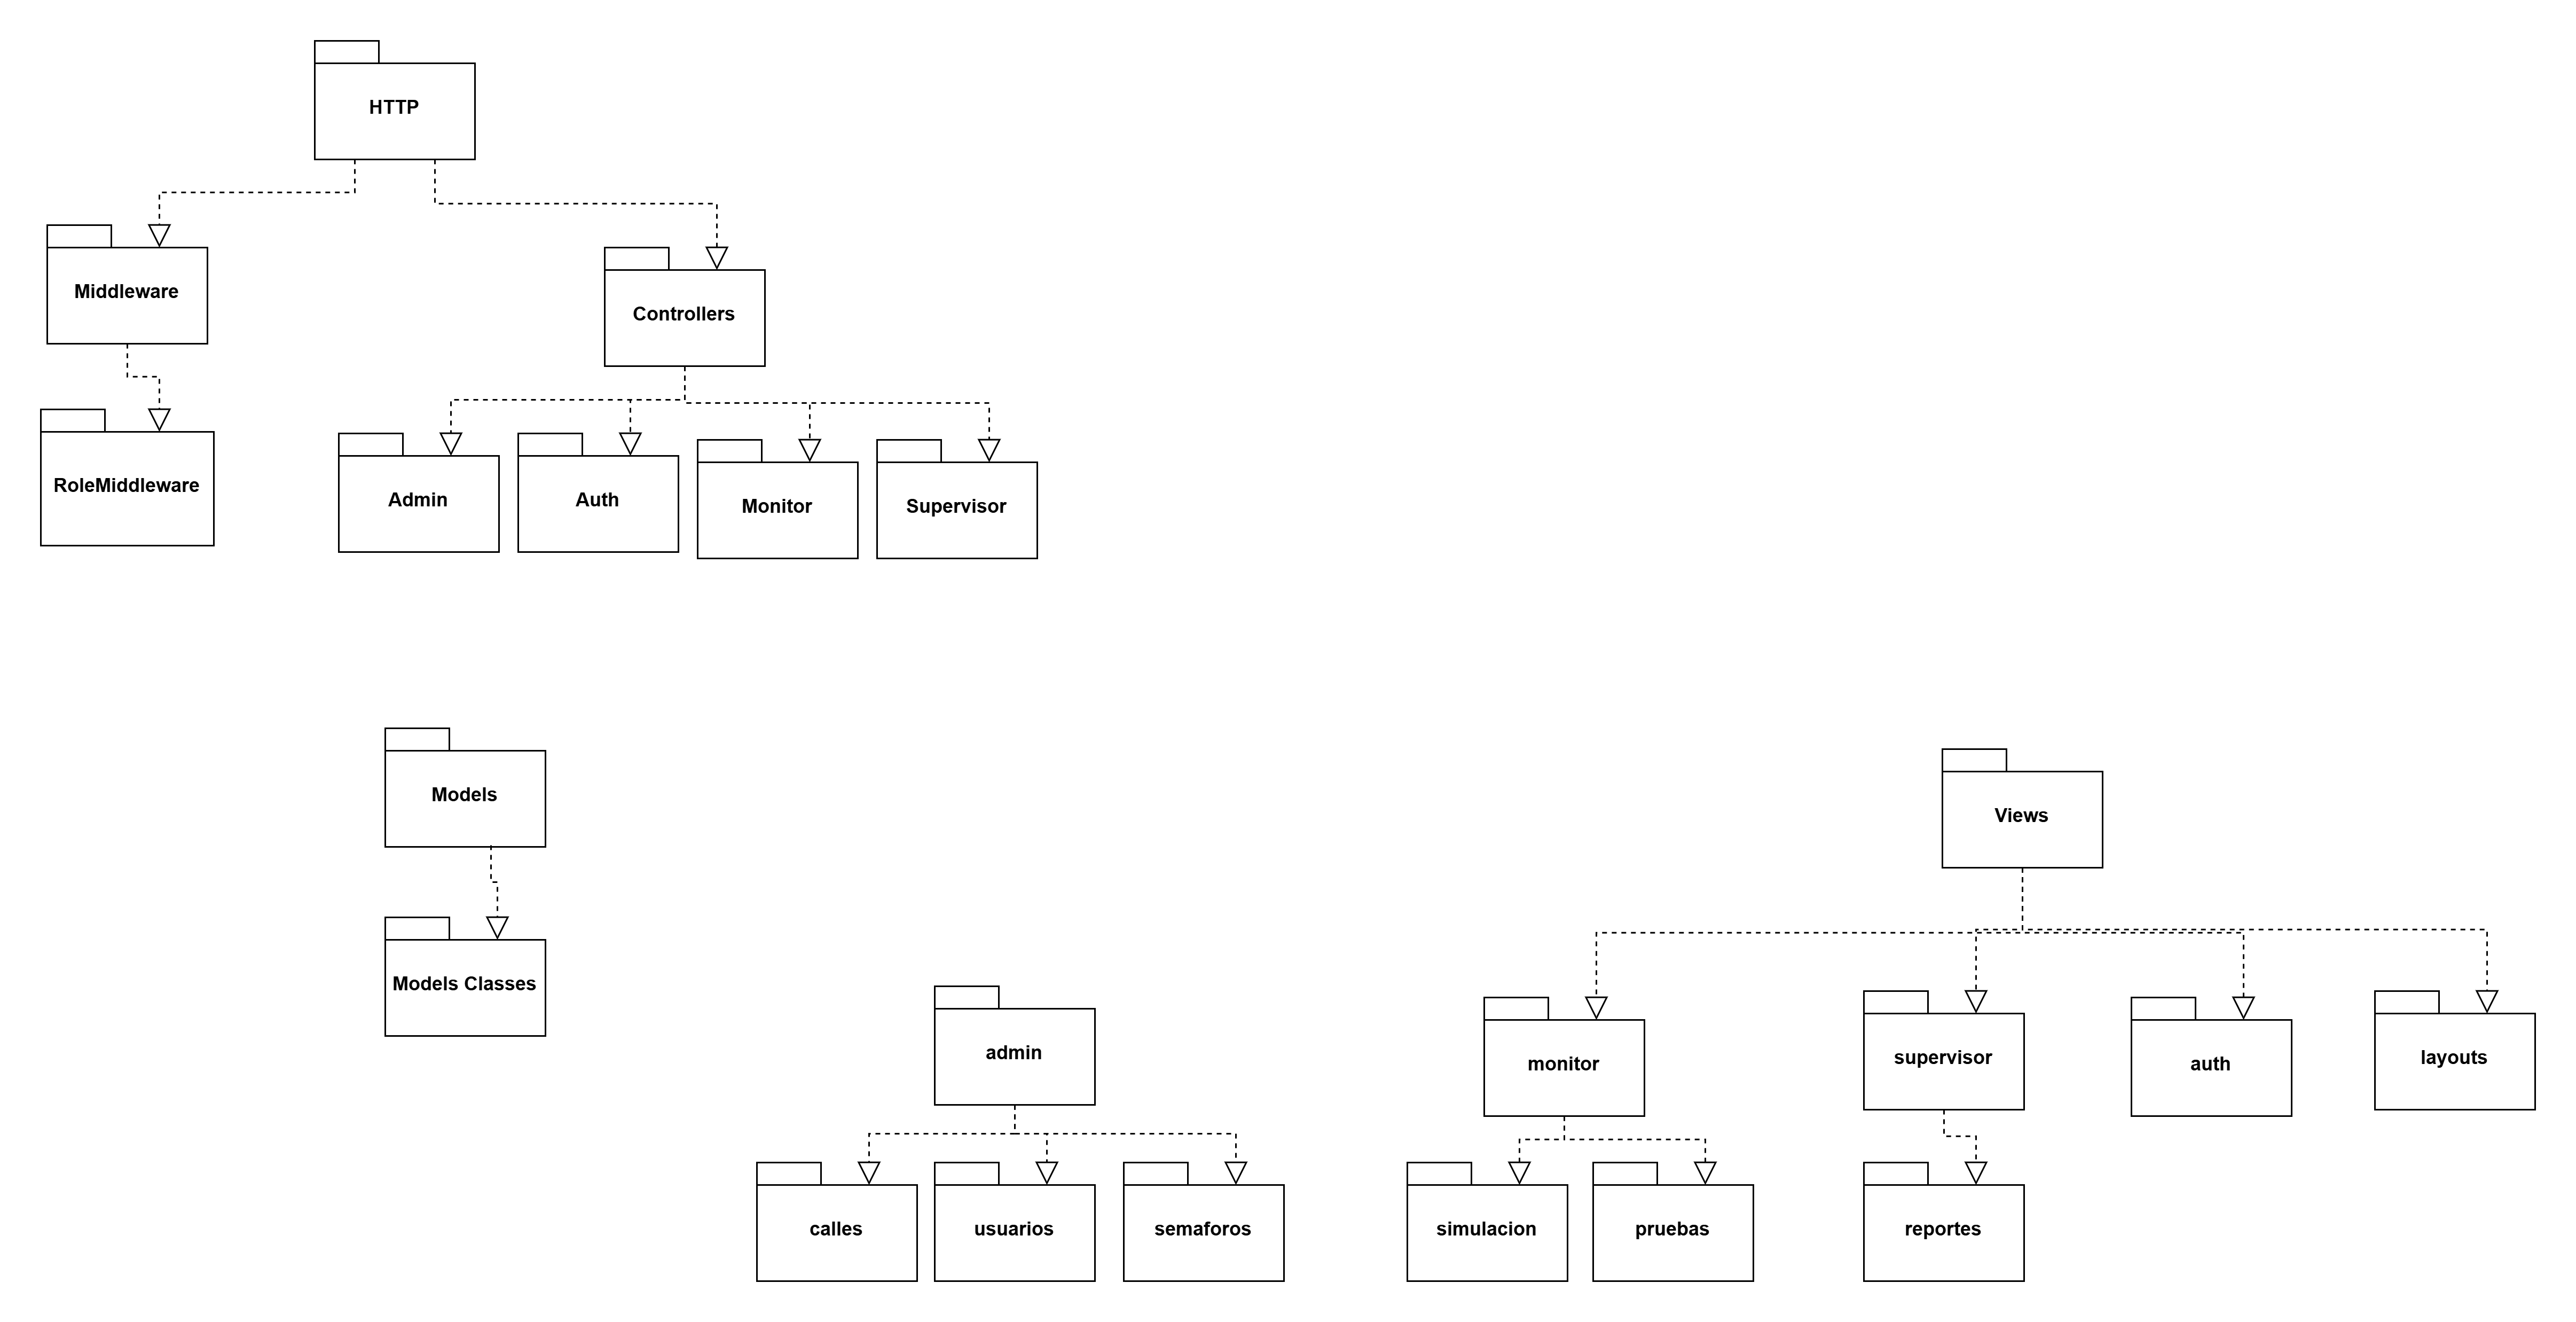 HTTP
Middleware
Controllers
RoleMiddleware
Admin
Auth
Monitor
Supervisor
Models
Views
Models Classes
admin
monitor
supervisor
auth
layouts
calles
usuarios
semaforos
simulacion
pruebas
reportes